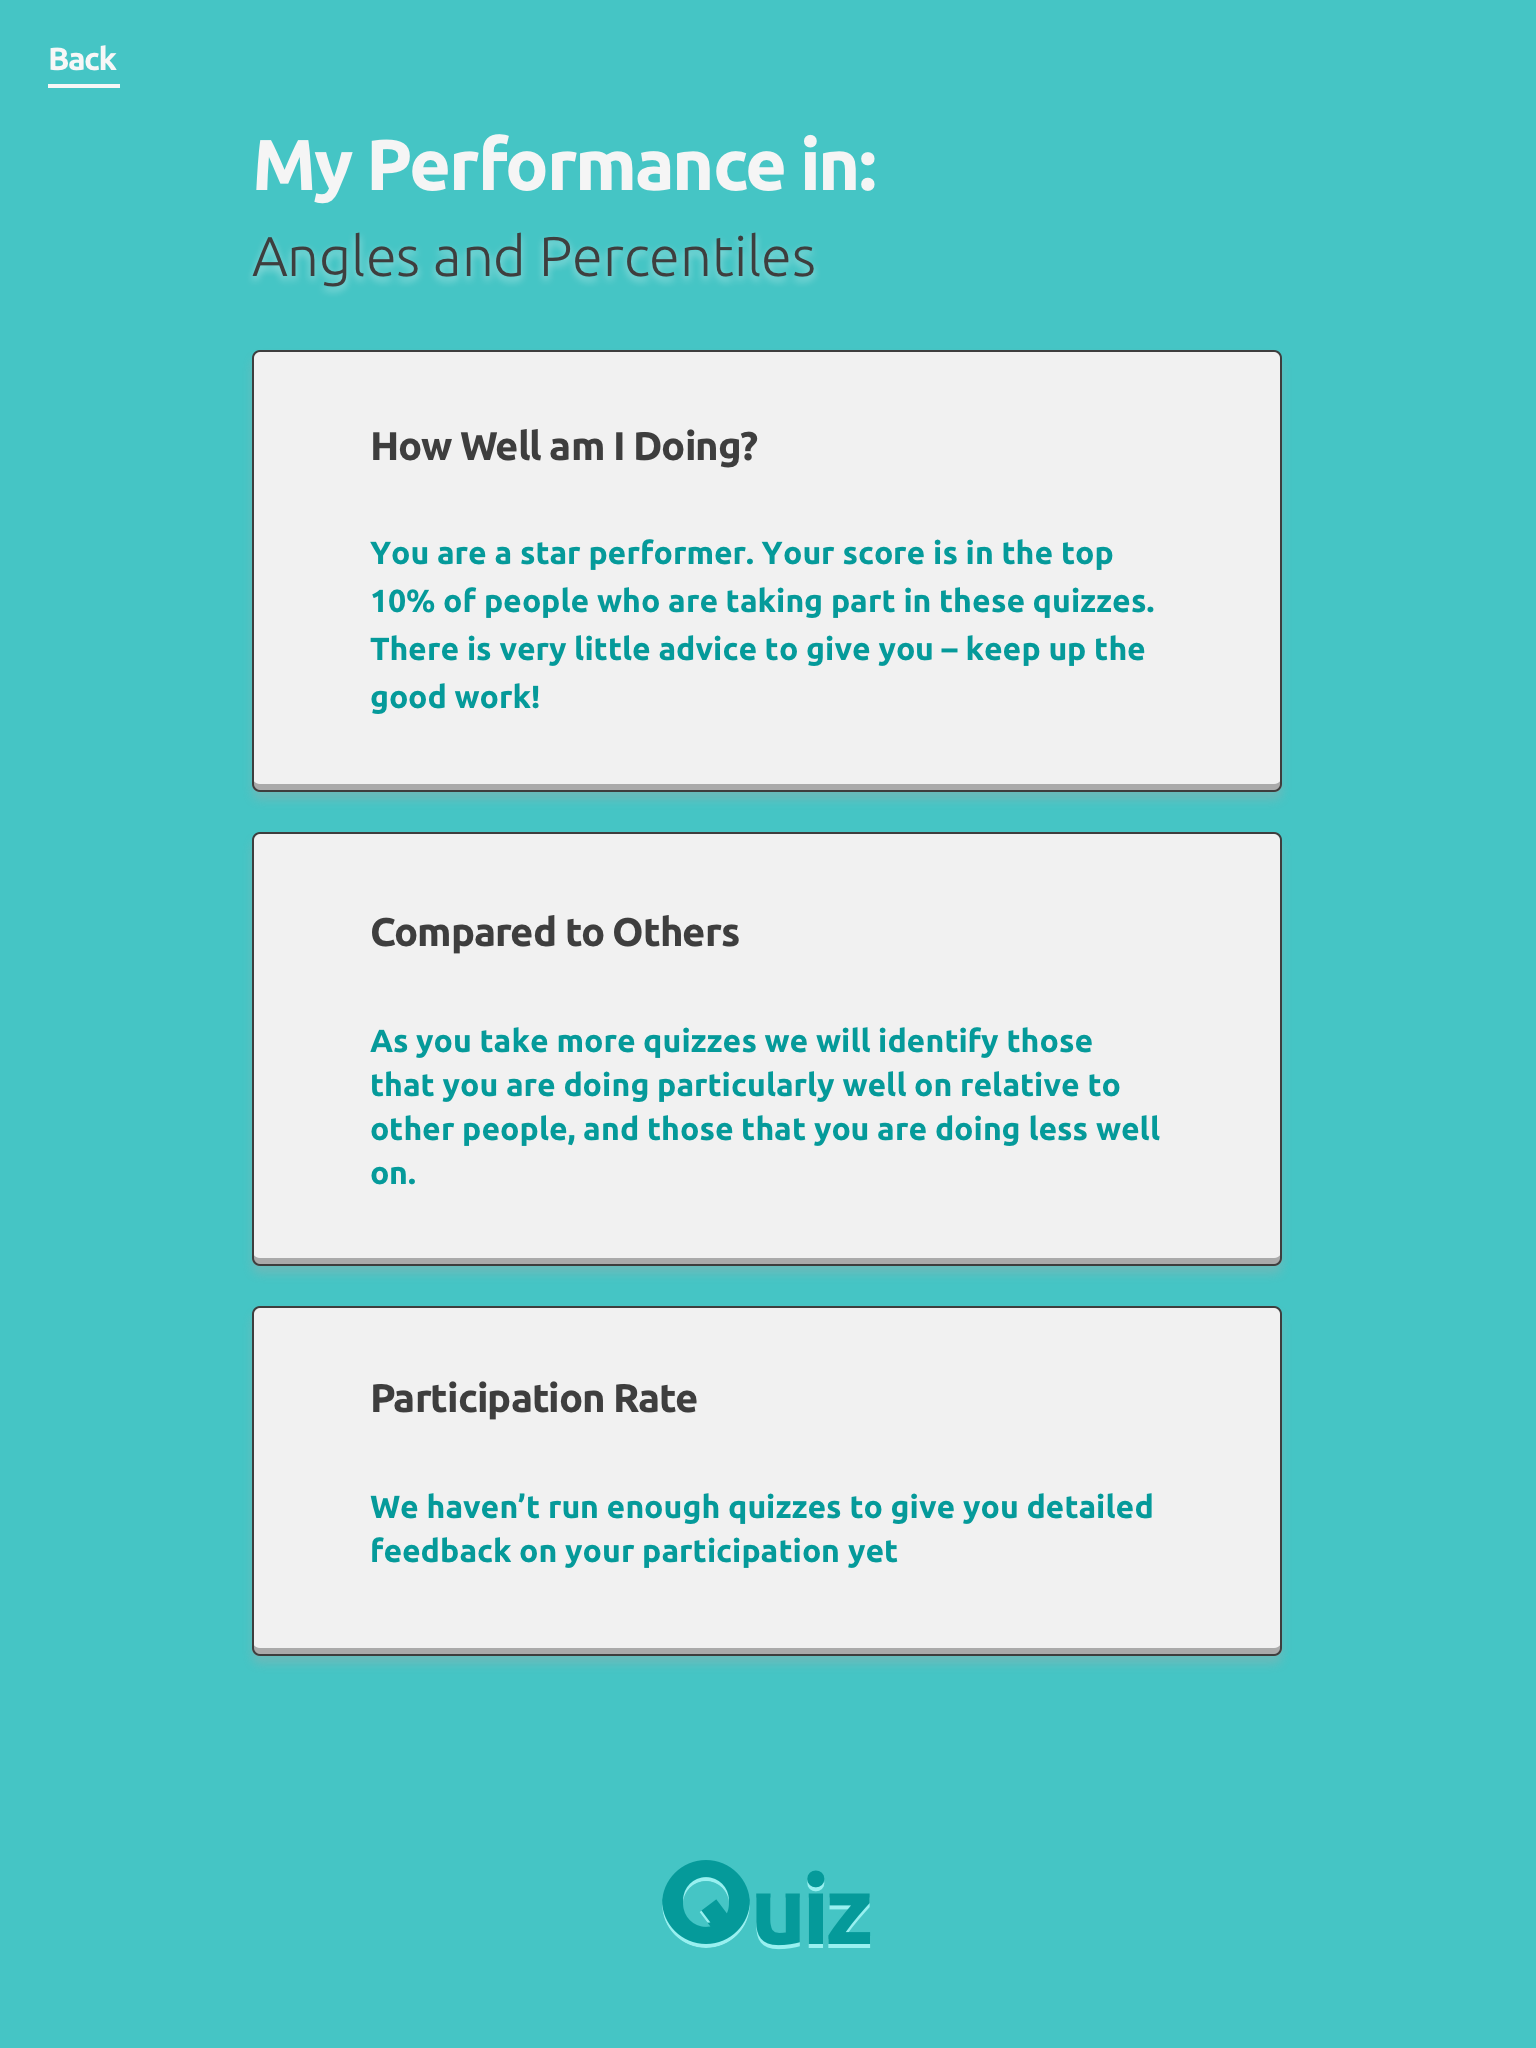 Back
My Performance in:
Angles and Percentiles
How Well am I Doing?
You are a star performer. Your score is in the top
10% of people who are taking part in these quizzes.
There is very little advice to give you – keep up the
good work!
Compared to Others
As you take more quizzes we will identify those
that you are doing particularly well on relative to
other people, and those that you are doing less well
on.
Participation Rate
We haven’t run enough quizzes to give you detailed
feedback on your participation yet
Quiz